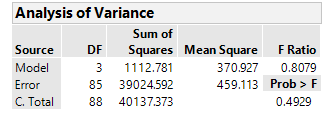 Analysis of Variance
Sum of
Source DF Squares Mean Square F Ratio
Model 3 1112.781 370.927 0.8079
Error 85 39024.592 459.113 Prob > F
C. Total 88 40137.373 0.4929